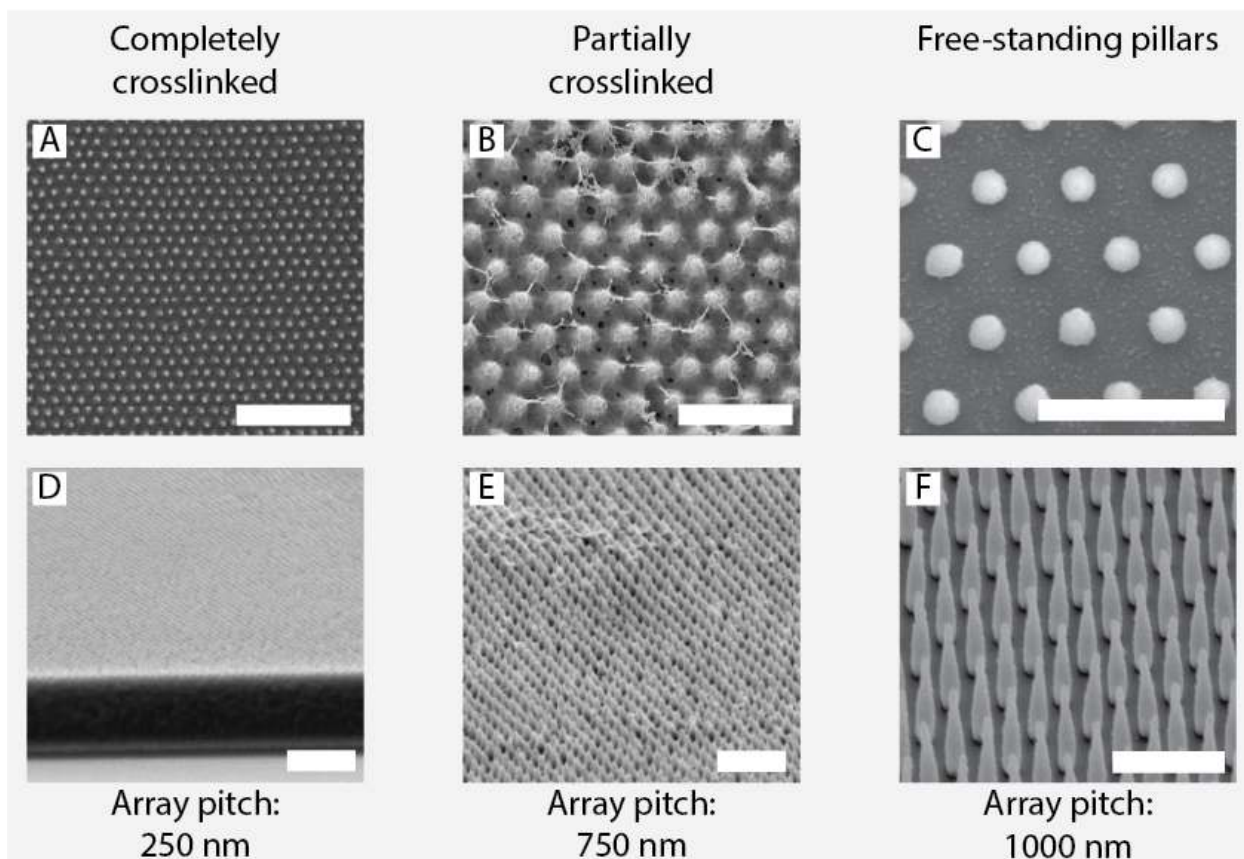 Completely
crosslinked
Partially
crosslinked
Free-standing pillars
A
B
C
D
E
F
Array pitch:
250 nm
Array pitch:
750 nm
Array pitch:
1000 nm